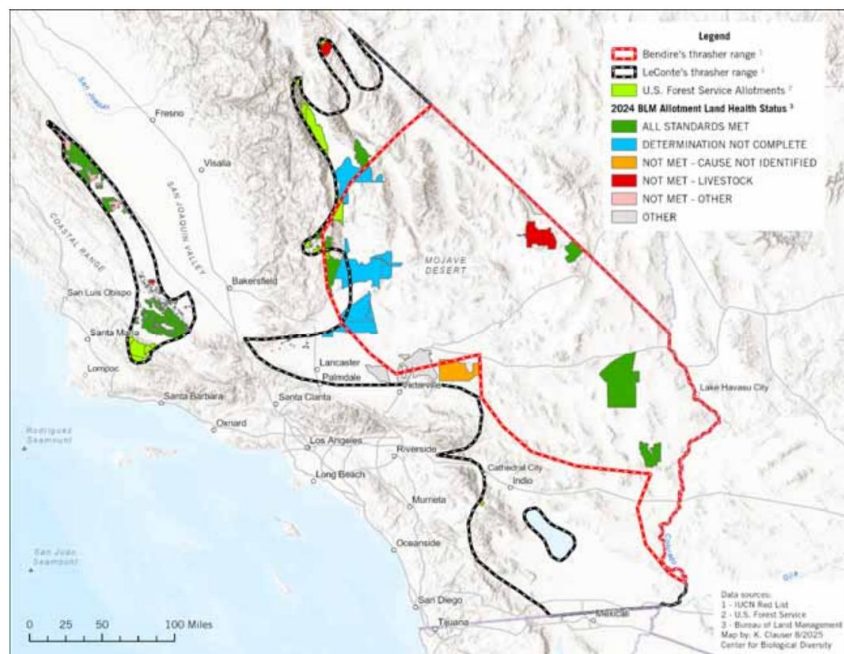 Legend
Bendire's thrasher range 1
LeConte's thrasher range 1
U.S. Forest Service Allotments 2
2024 BLM Allotment Land Health Status 3
ALL STANDARDS MET
DETERMINATION NOT COMPLETE
NOT MET - CAUSE NOT IDENTIFIED
NOT MET - LIVESTOCK
NOT MET - OTHER
OTHER
San Joaquin
Fresno
Visalia
SAN JOAQUIN VALLEY
COASTAL RANGE
MOJAVE
DESERT
Bakersfield
San Luis Obispo
Santa Maria
Lompoc
Lancaster
Palmdale
Victorville
Lake Havasu City
Santa Barbara
Santa Clarita
Oxnard
Los Angeles
Riverside
Long Beach
Cathedral City
Indio
Murrieta
Oceanside
Rodriguez
Seamount
San Juan
Seamount
Colorado
Gila
San Diego
Tijuana
Mexicali
0 25 50 100 Miles
Data sources:
1 - IUCN Red List
2 - U.S. Forest Service
3 - Bureau of Land Management
Map by: K. Clauser 8/2025
Center for Biological Diversity